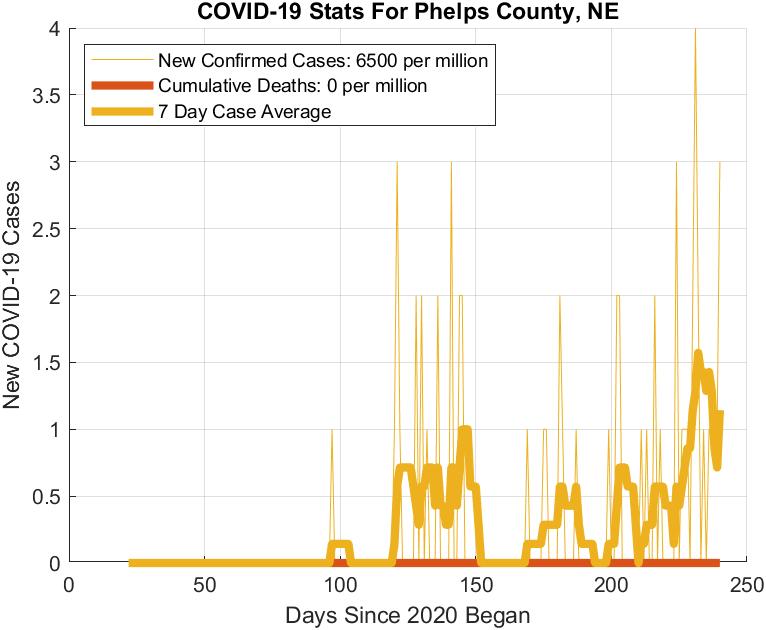 COVID-19 Stats For Phelps County, NE
New Confirmed Cases: 6500 per million
Cumulative Deaths: 0 per million
7 Day Case Average
New COVID-19 Cases
4
3.5
3
2.5
2
1.5
1
0.5
0
0 50 100 150 200 250
Days Since 2020 Began